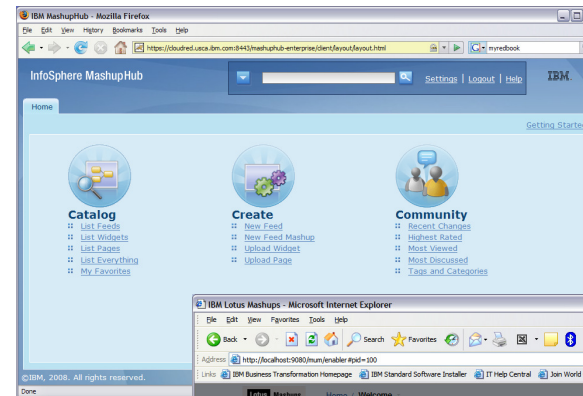 IBM MashupHub - Mozilla Firefox
File Edit View History Bookmarks Tools Help
https://cloudred.usca.ibm.com:8443/mashuphub-enterprise/client/layout/layout.html myredbook
InfoSphere MashupHub Settings | Logout | Help IBM.
Home
Getting Starte
Catalog
List Feeds
List Widgets
List Pages
List Everything
My Favorites
Create
New Feed
New Feed Mashup
Upload Widget
Upload Page
Community
Recent Changes
Highest Rated
Most Viewed
Most Discussed
Tags and Categories
IBM Lotus Mashups - Microsoft Internet Explorer
File Edit View Favorites Tools Help
Back Search Favorites
Address http://localhost:9080/mum/enabler#pid=100
Links IBM Business Transformation Homepage IBM Standard Software Installer IT Help Central Join World
Lotus Mashups Home / Welcome
©IBM, 2008. All rights reserved.
Done